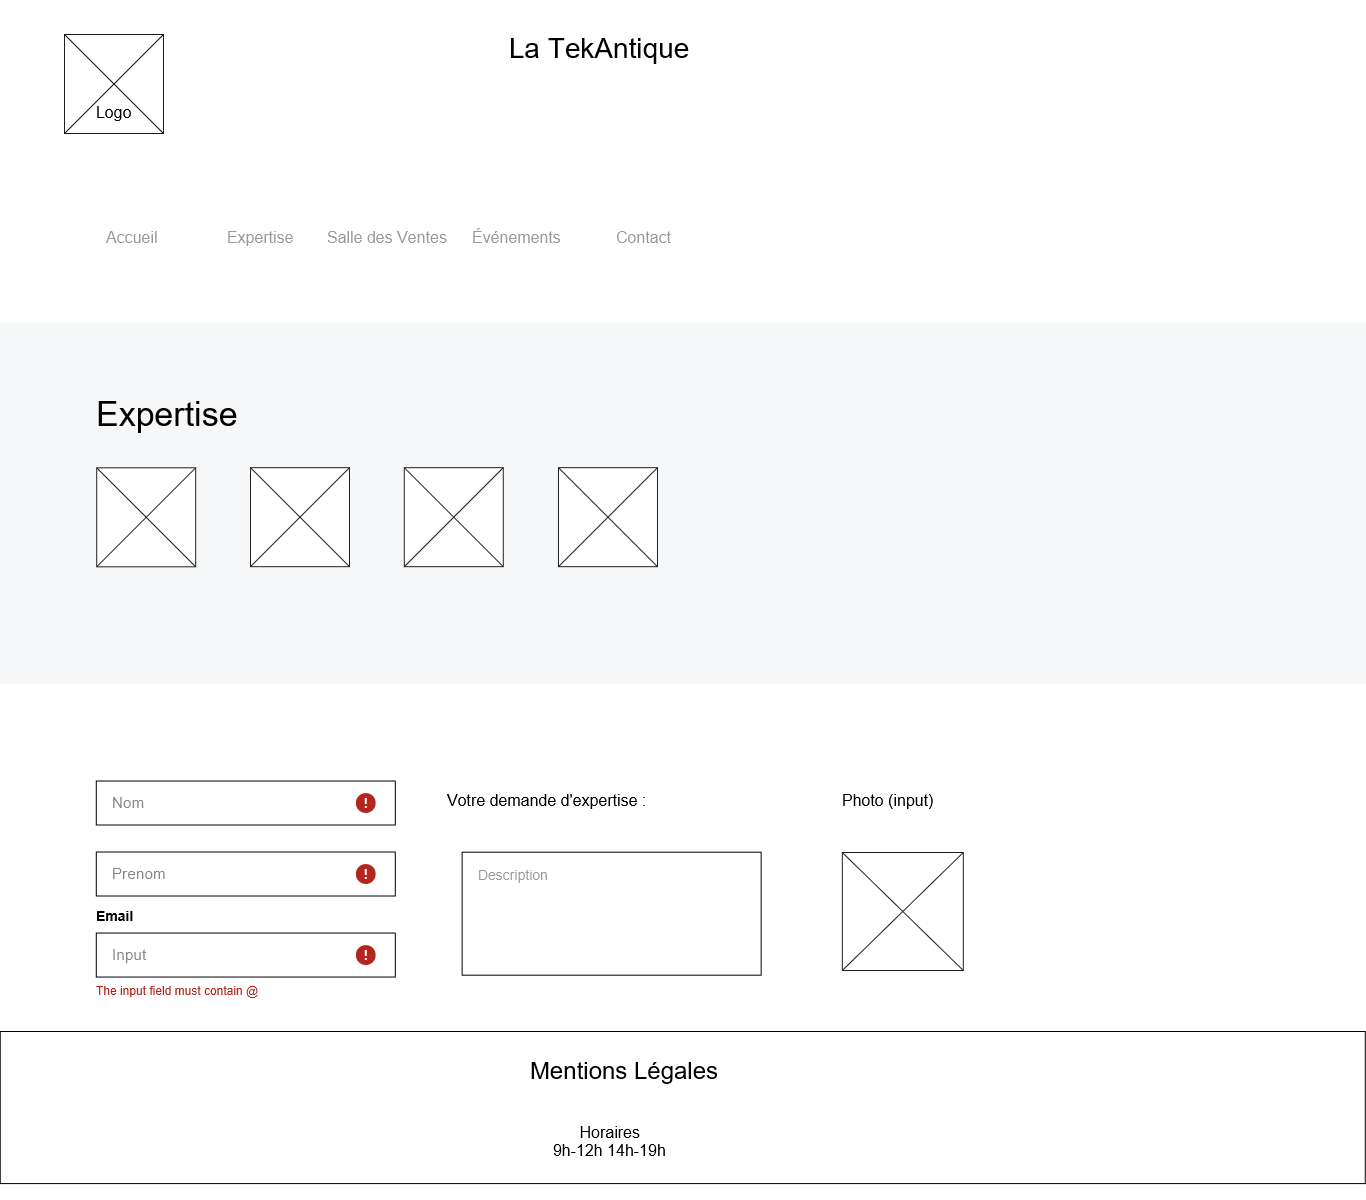 La TekAntique
Logo
Accueil
Expertise
Salle des Ventes
Événements
Contact
Expertise
Nom
Prenom
Email
Input
The input field must contain @
Votre demande d'expertise :
Description
Photo (input)
Mentions Légales
Horaires
9h-12h 14h-19h